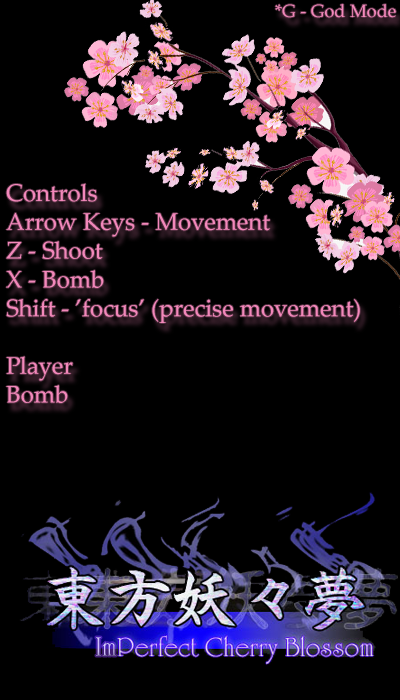 *G - God Mode
Controls
Arrow Keys - Movement
Z - Shoot
X - Bomb
Shift - 'focus' (precise movement)
Player
Bomb
東方妖々夢
ImPerfect Cherry Blossom